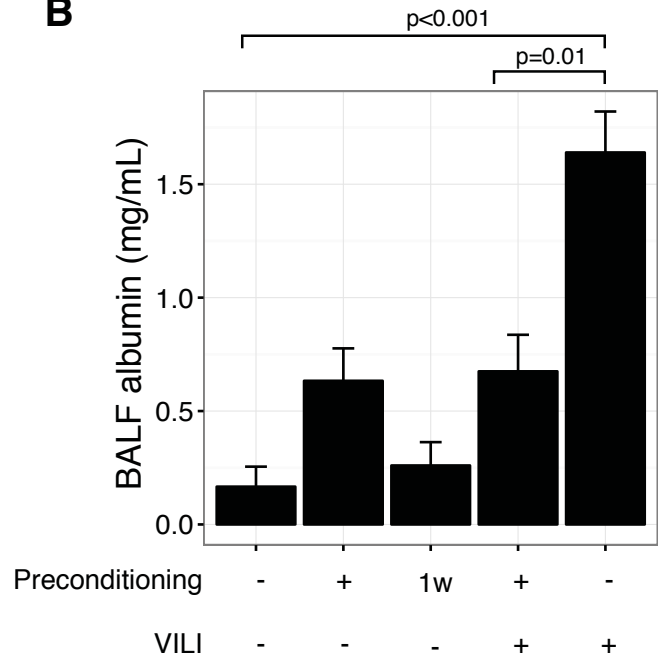 B
p<0.001
p=0.01
BALF albumin (mg/mL)
1.5
1.0
0.5
0.0
Preconditioning - + 1w + -
VILI - - - + +